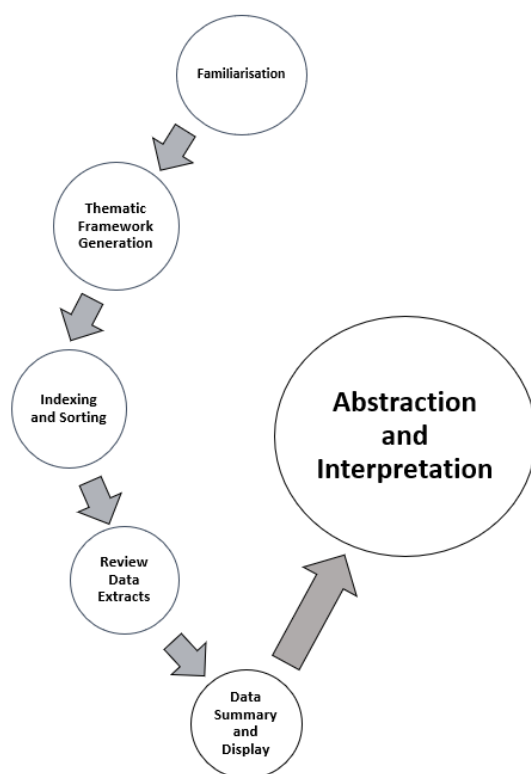 Familiarisation
Thematic
Framework
Generation
Indexing
and Sorting
Abstraction
and
Interpretation
Review
Data
Extracts
Data
Summary
and
Display